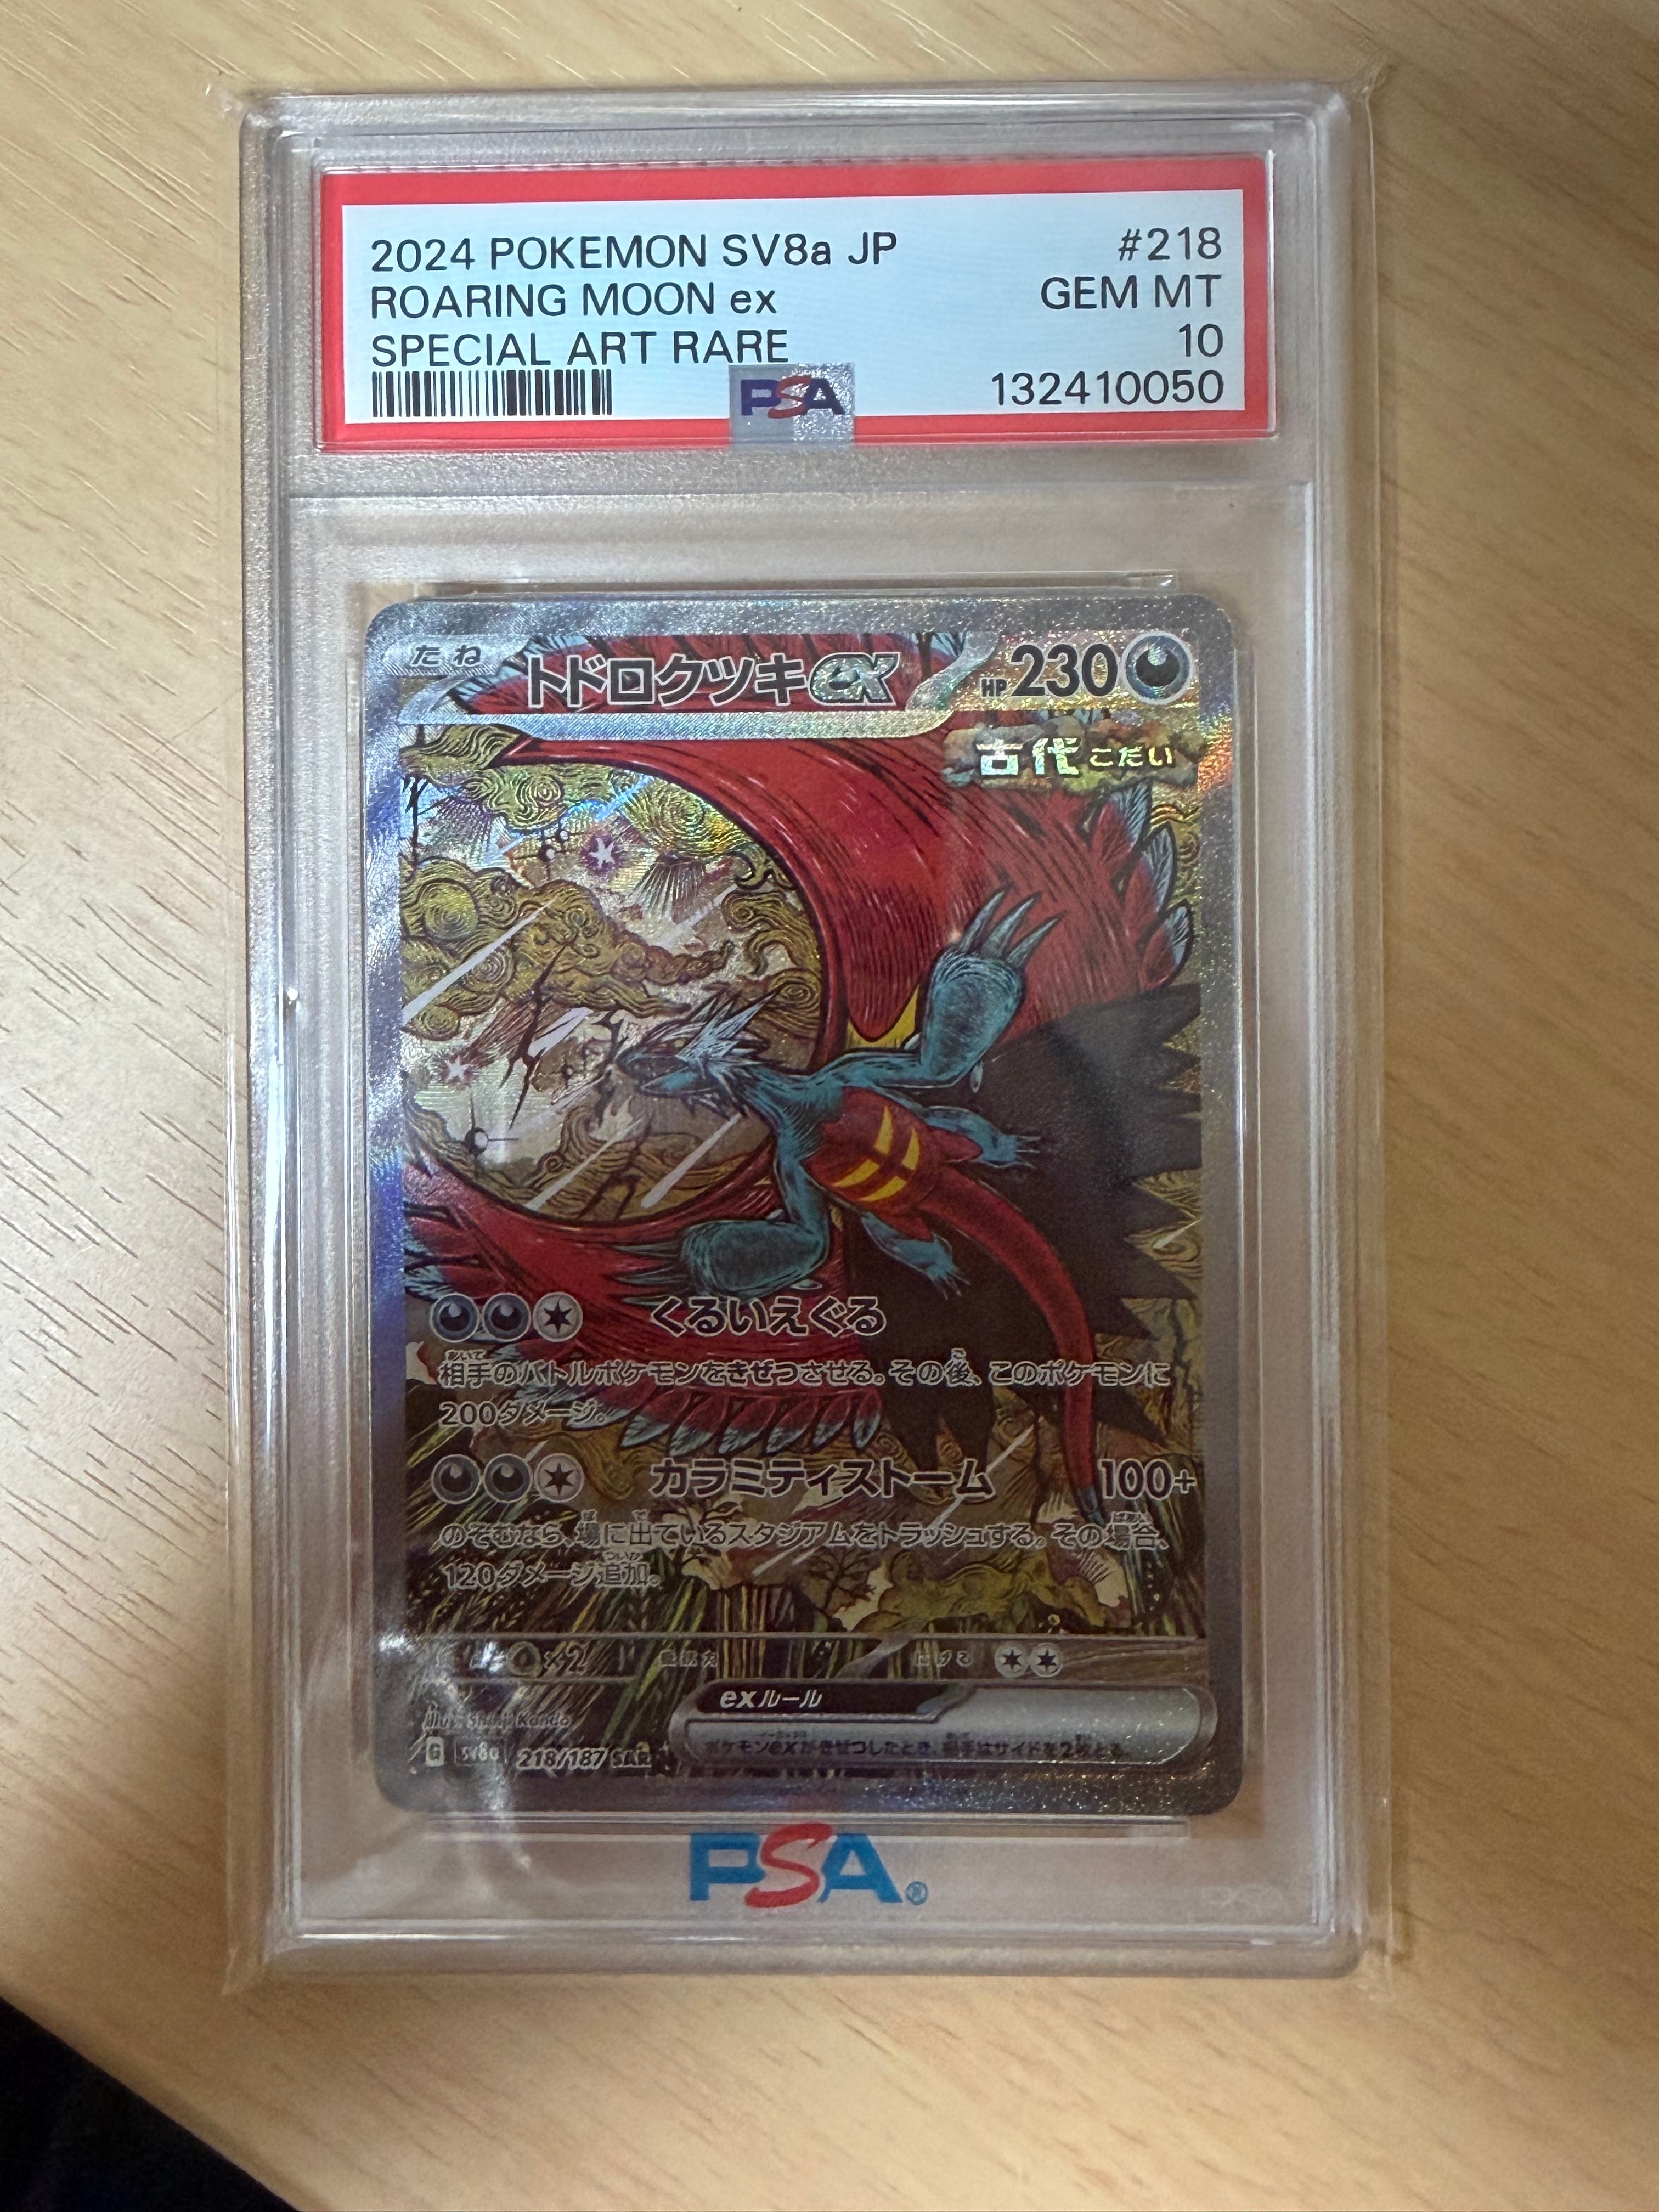 2024 POKEMON SV8a JP #218
ROARING MOON ex GEM MT
SPECIAL ART RARE 10
PSA 132410050
たね トドロクツキex HP230
古代 こだい
くるいえぐる
相手のバトルポケモンをきぜつさせる。その後、このポケモンに
200ダメージ。
カラミティストーム 100+
のぞむなら、場に出ているスタジアムをトラッシュする。その場合、
120ダメージ追加。
×2 抵抗力 にげる
exルール
ポケモンexがきぜつしたとき、相手はサイドを2枚とる。
Illus. Shinji Kanda
G sv8a 218/187 SAR
PSA®